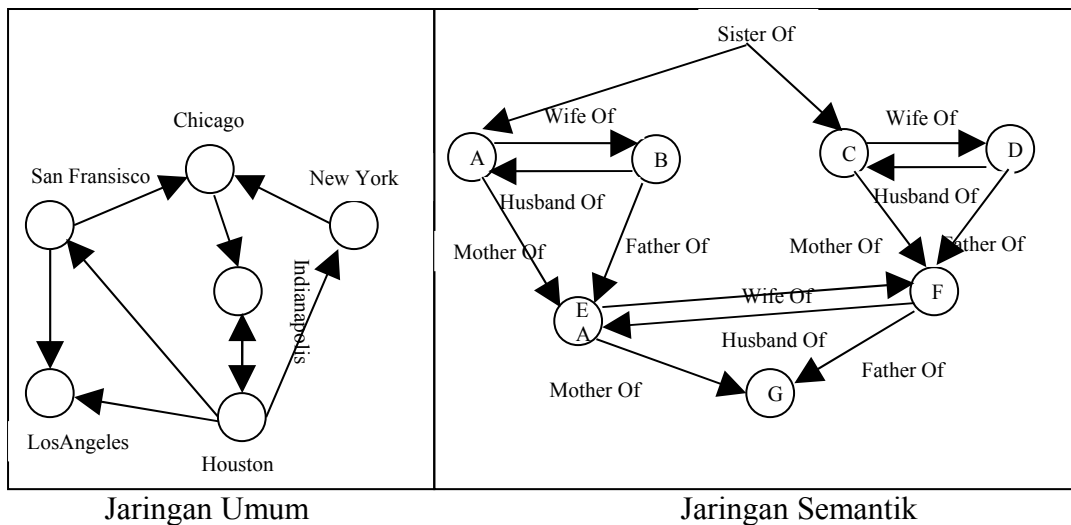 Chicago
San Fransisco
New York
Indianapolis
LosAngeles
Houston
Jaringan Umum
Sister Of
Wife Of
A
B
Husband Of
Mother Of
Father Of
Wife Of
C
D
Husband Of
Mother Of
Father Of
E
A
Wife Of
F
Husband Of
Mother Of
Father Of
G
Jaringan Semantik